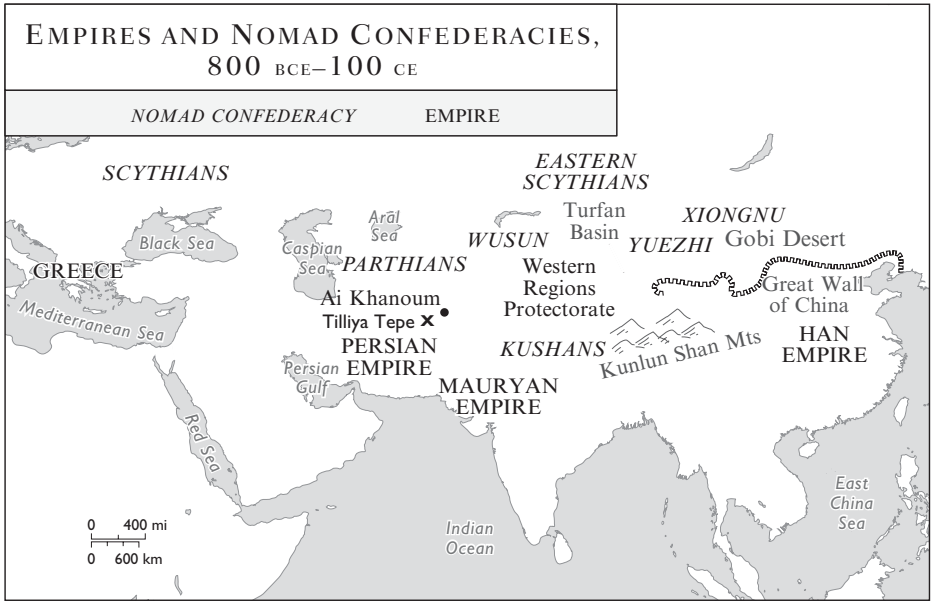 EMPIRES AND NOMAD CONFEDERACIES,
800 BCE–100 CE
NOMAD CONFEDERACY EMPIRE
SCYTHIANS
EASTERN
SCYTHIANS
Turfan
Basin
XIONGNU
Aral
Sea
Black Sea
Caspian
Sea
WUSUN
YUEZHI
Gobi Desert
GREECE
PARTHIANS
Western
Regions
Protectorate
Great Wall
of China
Ai Khanoum
Tilliya Tepe x
Mediterranean Sea
PERSIAN
EMPIRE
KUSHANS
Kunlun Shan Mts
HAN
EMPIRE
Persian
Gulf
MAURYAN
EMPIRE
Red Sea
East
China
Sea
Indian
Ocean
0 400 mi
0 600 km